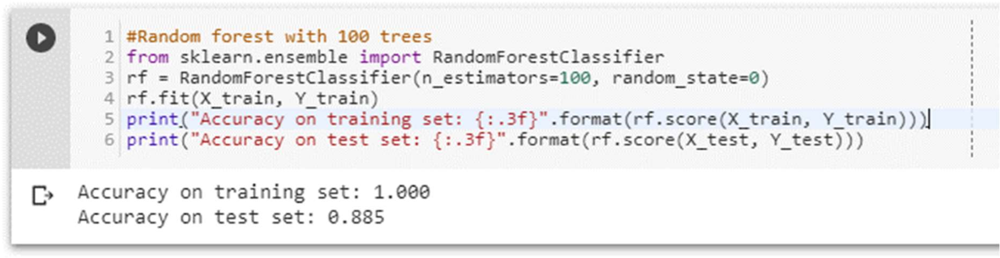 1 #Random forest with 100 trees
2 from sklearn.ensemble import RandomForestClassifier
3 rf = RandomForestClassifier(n_estimators=100, random_state=0)
4 rf.fit(X_train, Y_train)
5 print("Accuracy on training set: {:.3f}".format(rf.score(X_train, Y_train)))
6 print("Accuracy on test set: {:.3f}".format(rf.score(X_test, Y_test)))
Accuracy on training set: 1.000
Accuracy on test set: 0.885